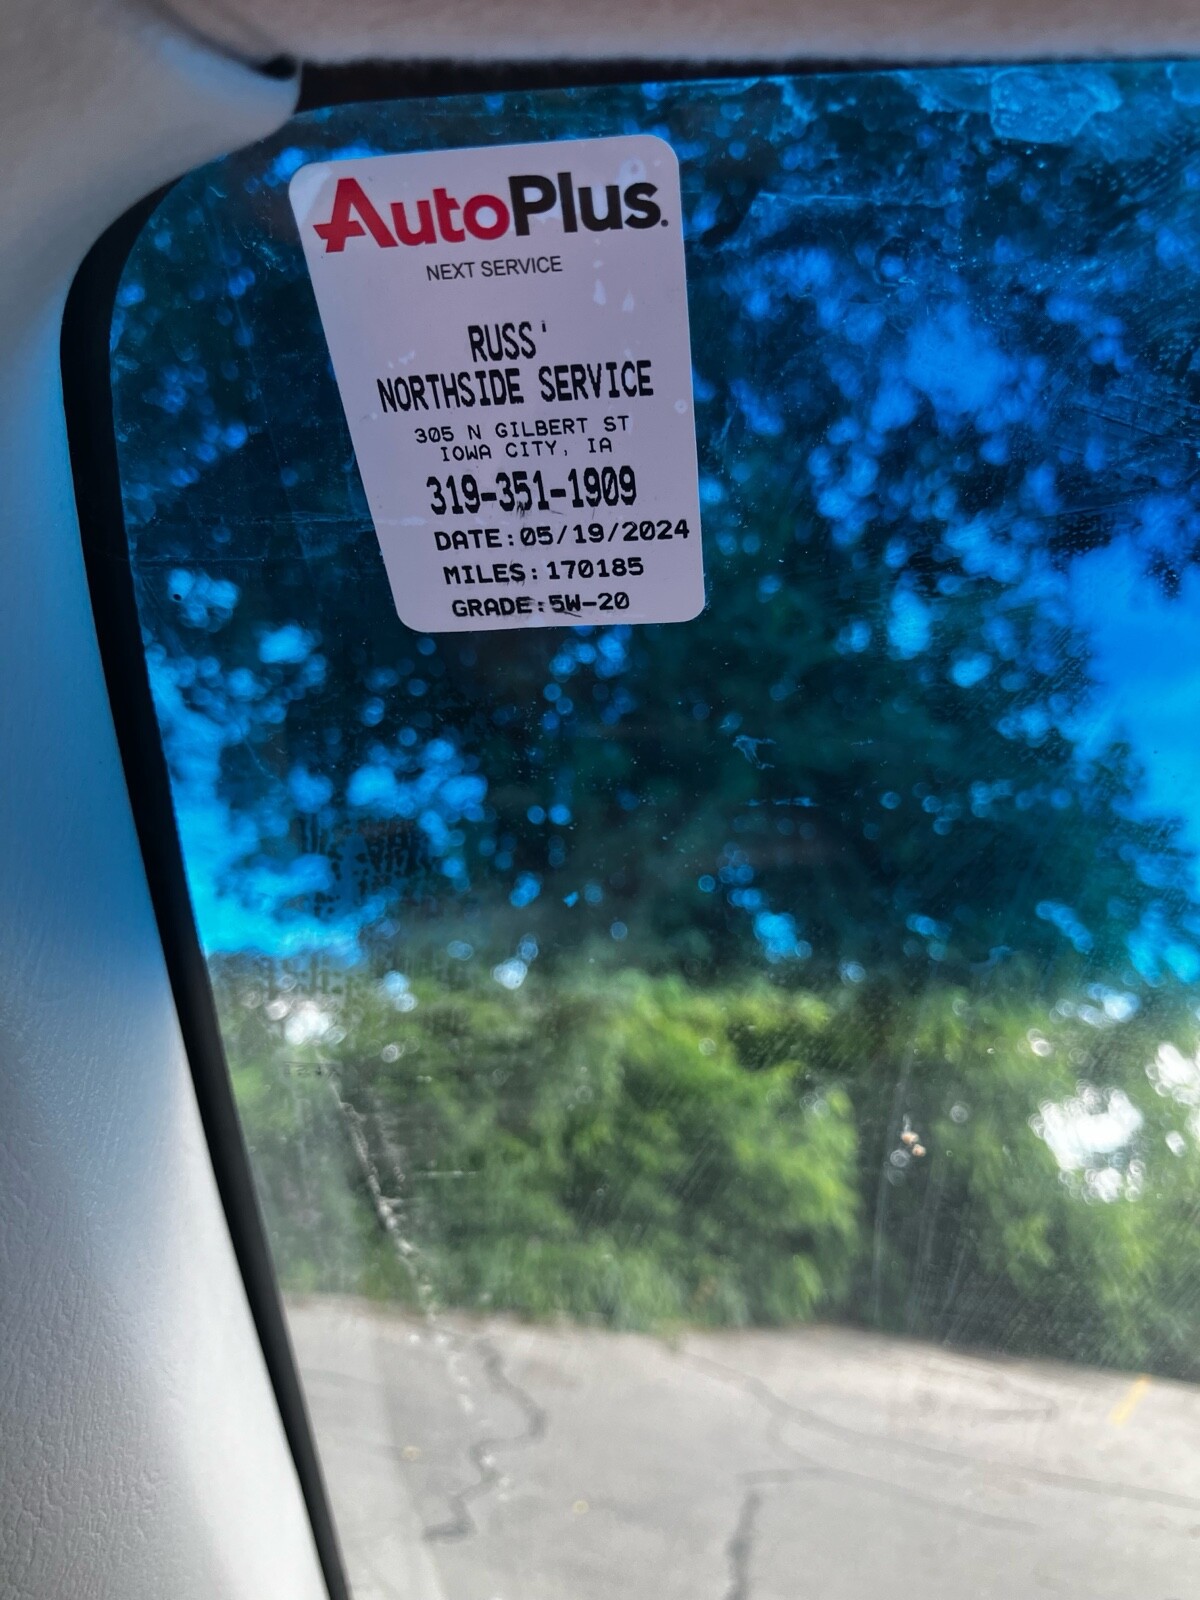 AutoPlus.
NEXT SERVICE
RUSS'
NORTHSIDE SERVICE
305 N GILBERT ST
IOWA CITY, IA
319-351-1909
DATE:05/19/2024
MILES:170185
GRADE:5W-20